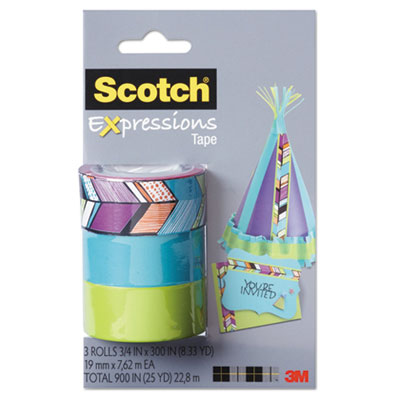 Scotch
EXpressions
Tape
YOU'RE
INVITED
3 ROLLS 3/4 IN x 300 IN (8.33 YD)
19 mm x 7,62 m EA
TOTAL 900 IN (25 YD) 22,8 m
3M